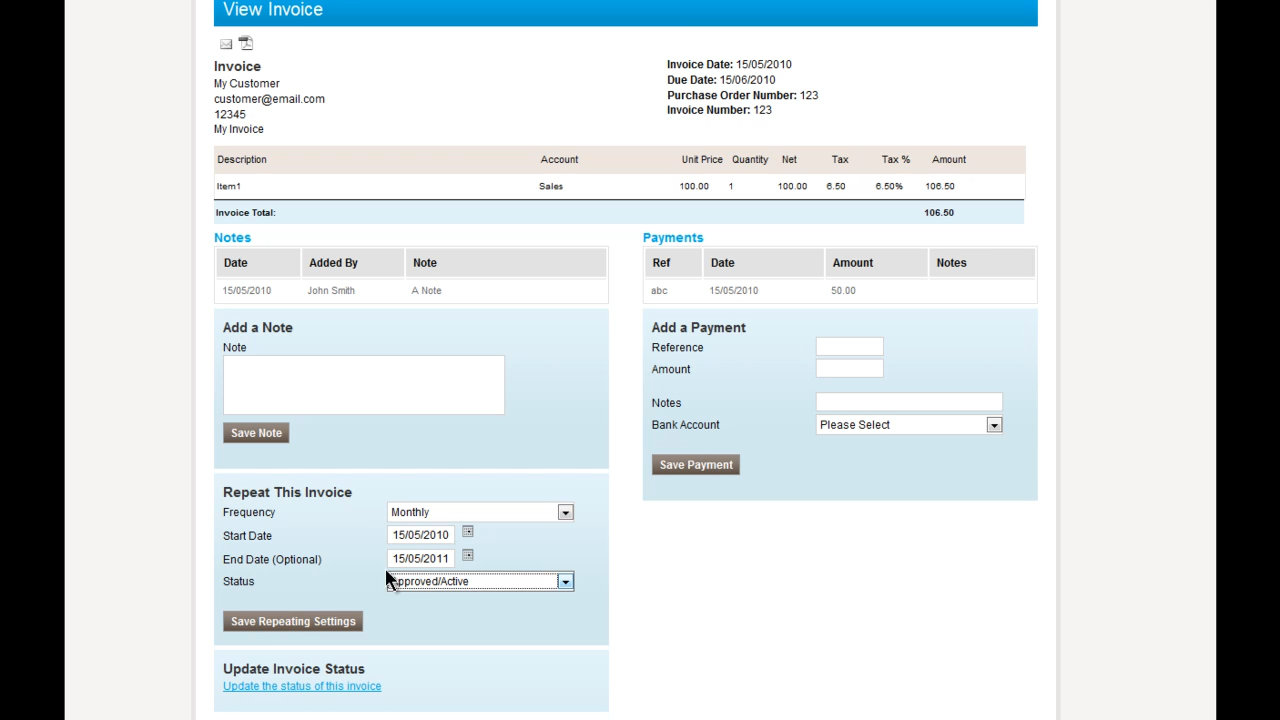 View Invoice
Invoice
My Customer
customer@email.com
12345
My Invoice
Invoice Date: 15/05/2010
Due Date: 15/06/2010
Purchase Order Number: 123
Invoice Number: 123
Description Account Unit Price Quantity Net Tax Tax % Amount
Item1 Sales 100.00 1 100.00 6.50 6.50% 106.50
Invoice Total: 106.50
Notes
Date Added By Note
15/05/2010 John Smith A Note
Payments
Ref Date Amount Notes
abc 15/05/2010 50.00
Add a Note
Note
Save Note
Add a Payment
Reference
Amount
Notes
Bank Account Please Select
Save Payment
Repeat This Invoice
Frequency Monthly
Start Date 15/05/2010
End Date (Optional) 15/05/2011
Status Approved/Active
Save Repeating Settings
Update Invoice Status
Update the status of this invoice